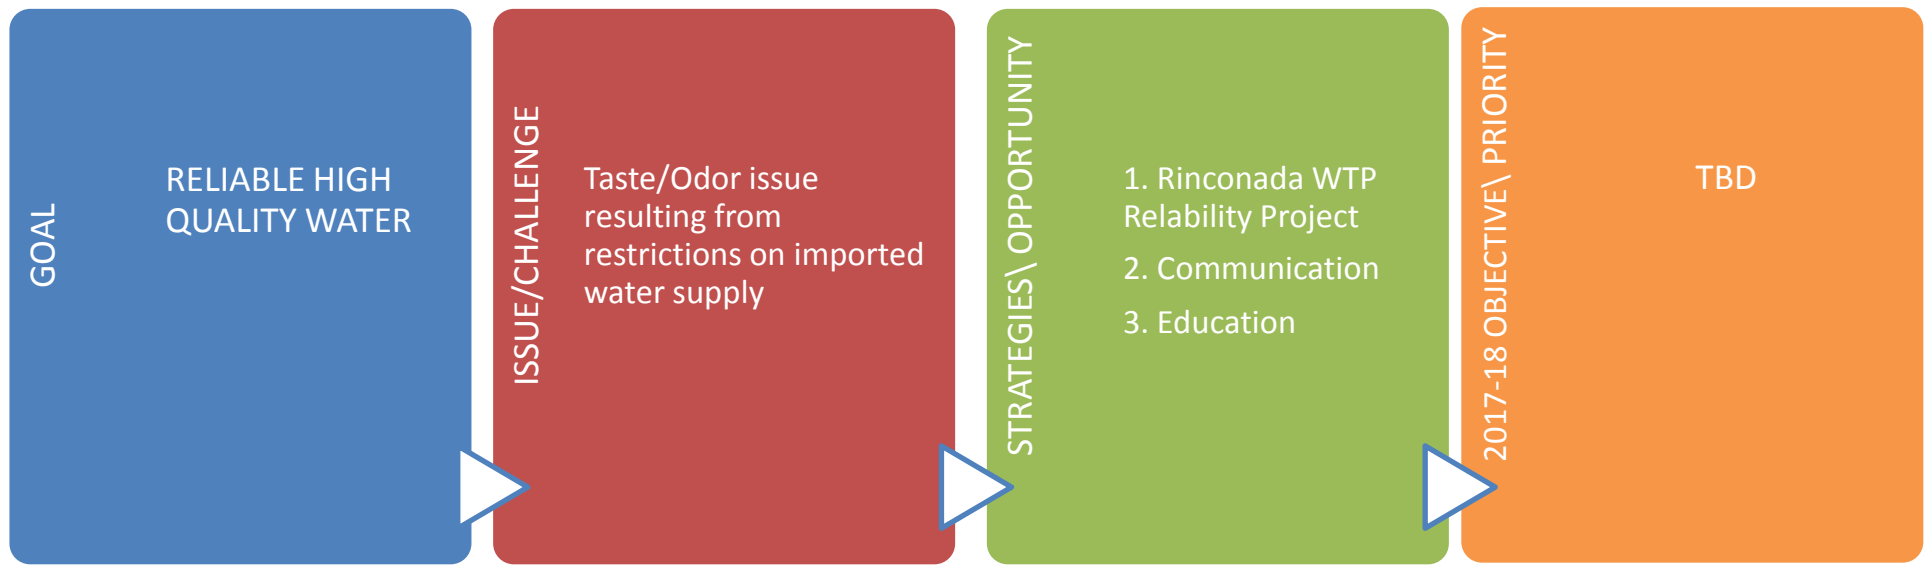 GOAL
RELIABLE HIGH
QUALITY WATER
ISSUE/CHALLENGE
Taste/Odor issue
resulting from
restrictions on imported
water supply
STRATEGIES\ OPPORTUNITY
1. Rinconada WTP
Relability Project
2. Communication
3. Education
2017-18 OBJECTIVE\ PRIORITY
TBD